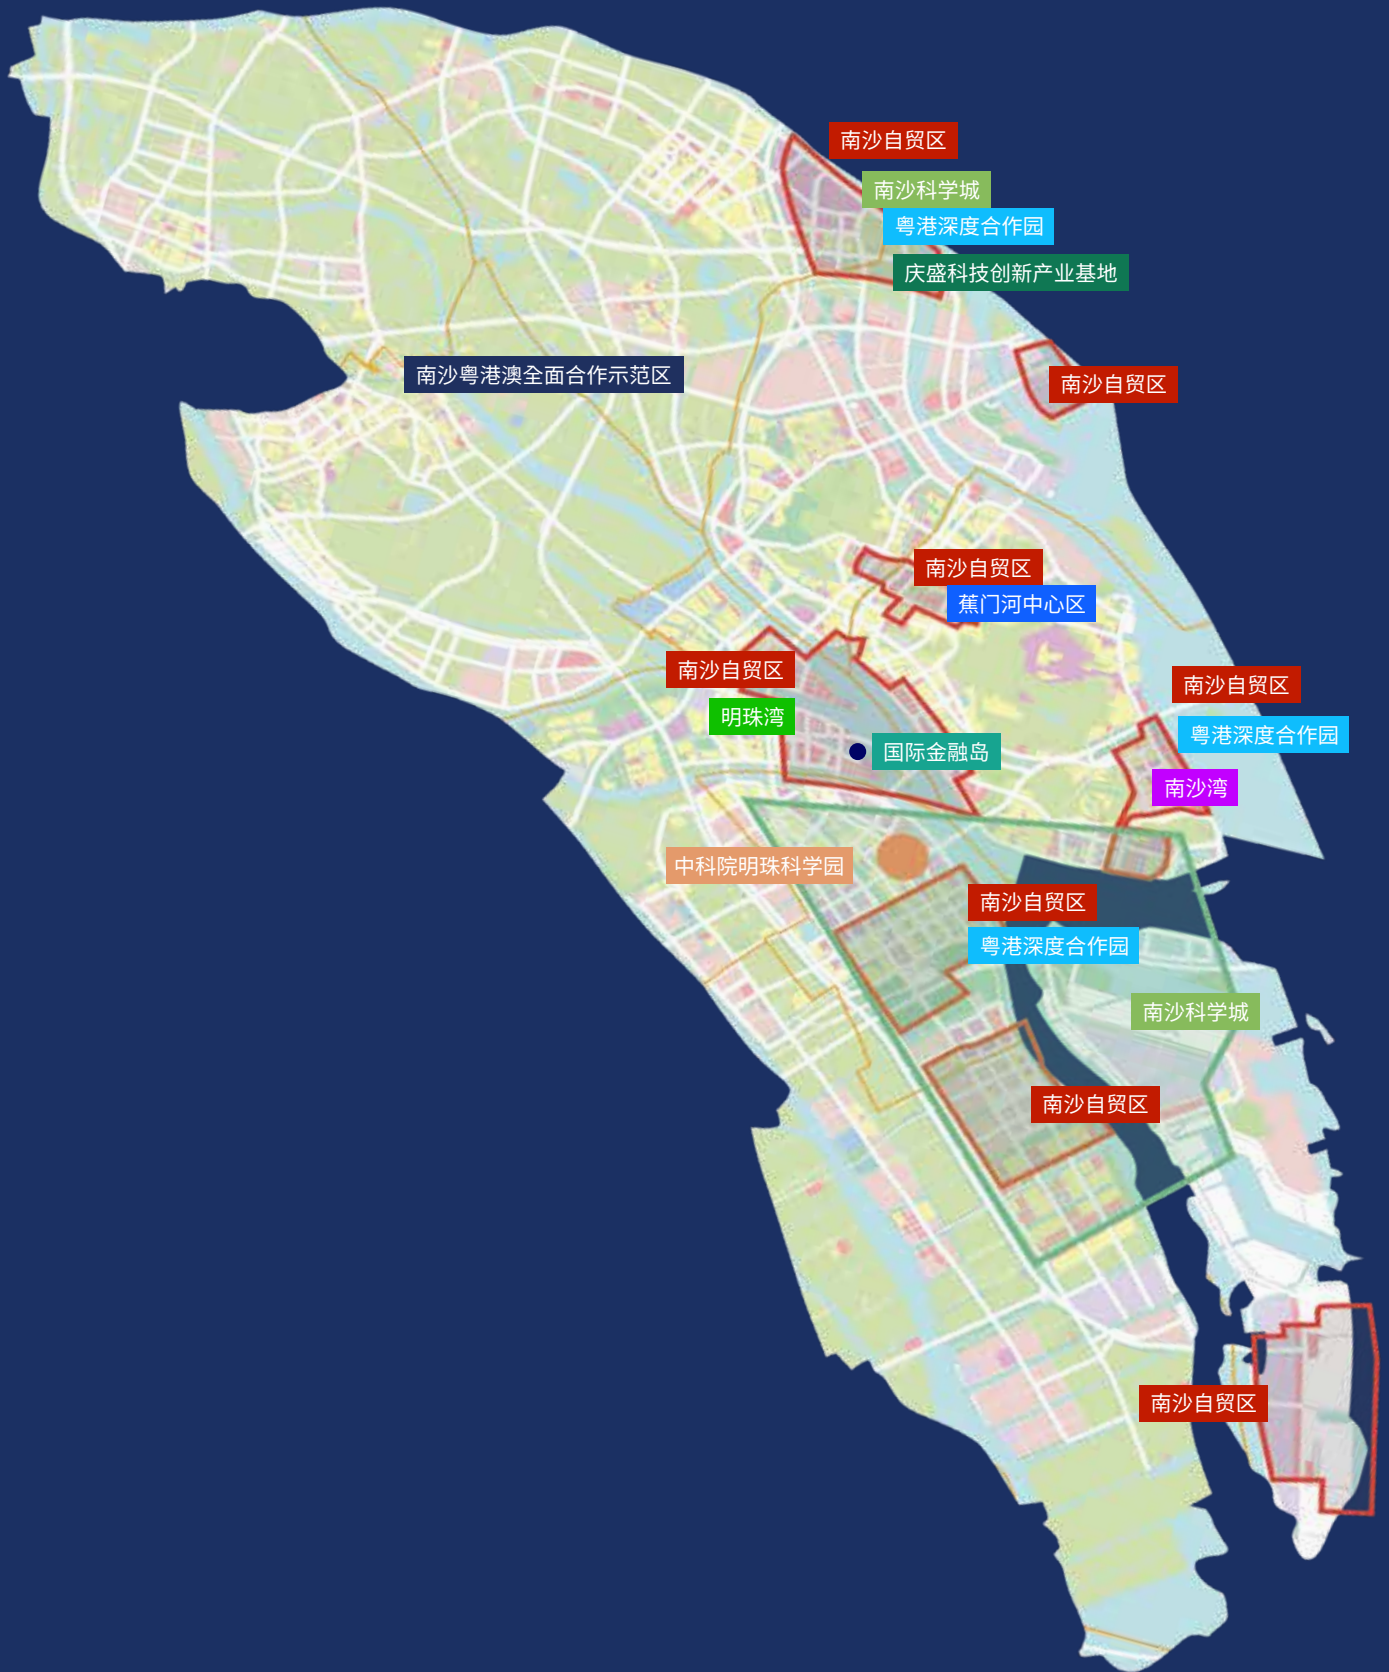 南沙自贸区
南沙科学城
粤港深度合作园
庆盛科技创新产业基地
南沙粤港澳全面合作示范区
南沙自贸区
南沙自贸区
蕉门河中心区
南沙自贸区
明珠湾
国际金融岛
南沙自贸区
粤港深度合作园
南沙湾
中科院明珠科学园
南沙自贸区
粤港深度合作园
南沙科学城
南沙自贸区
南沙自贸区